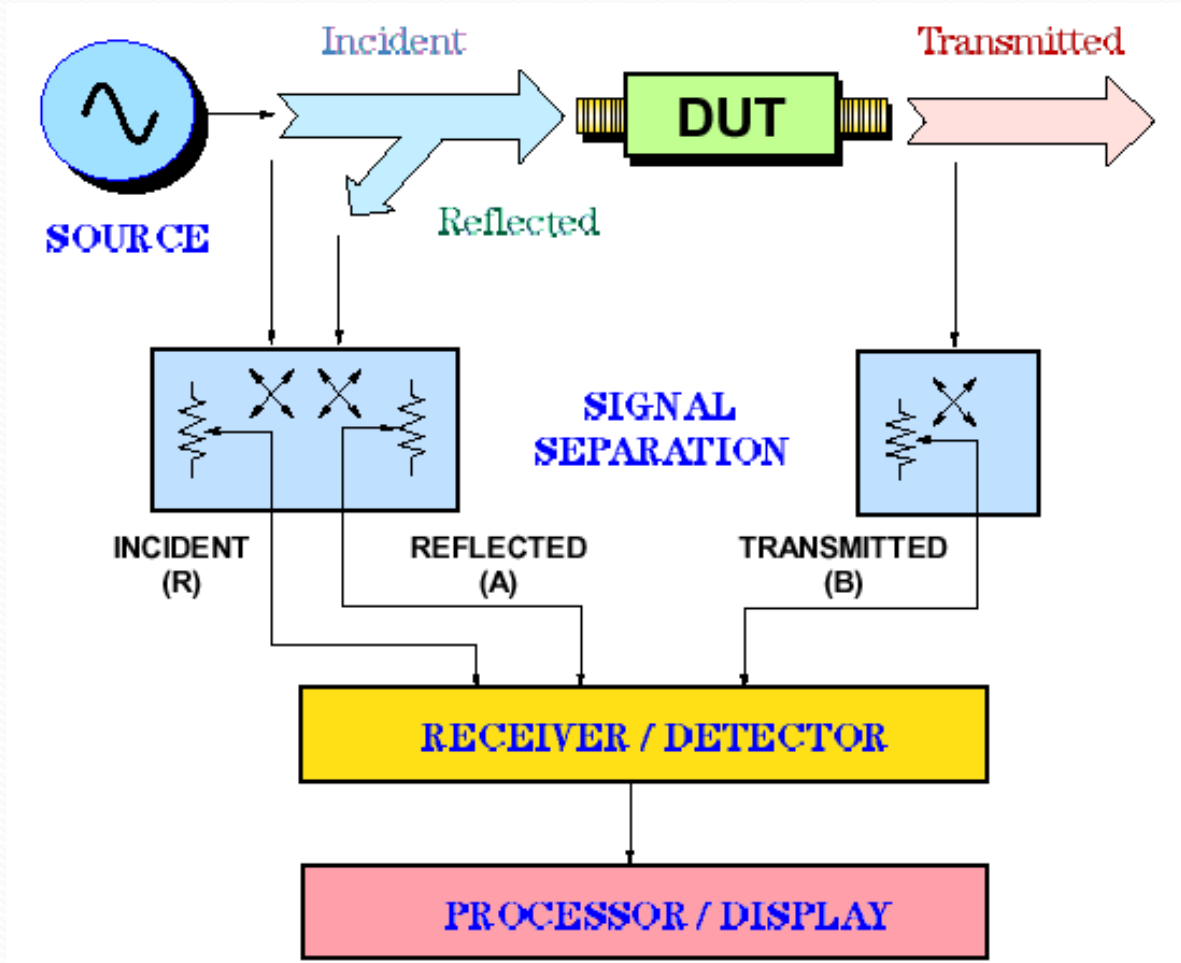 Incident
Transmitted
DUT
Reflected
SOURCE
SIGNAL
SEPARATION
INCIDENT
(R)
REFLECTED
(A)
TRANSMITTED
(B)
RECEIVER / DETECTOR
PROCESSOR / DISPLAY